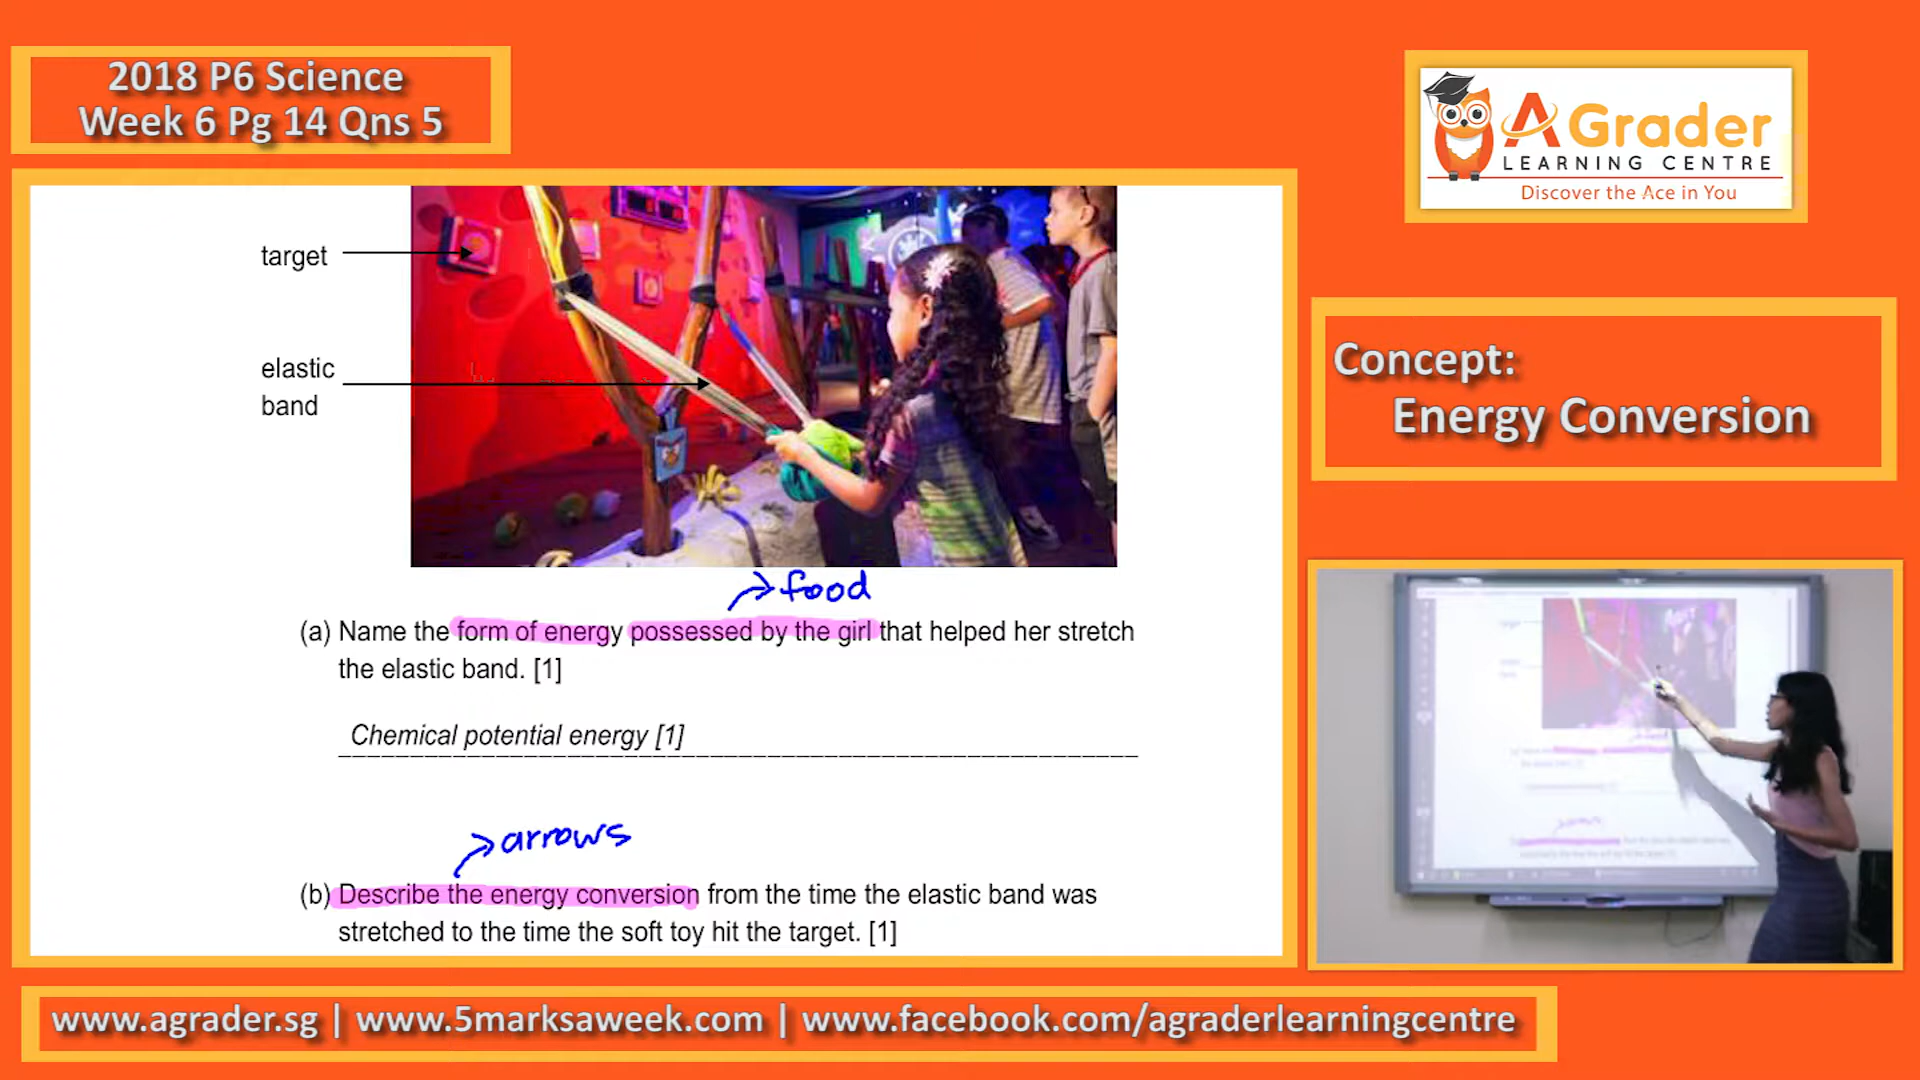 2018 P6 Science
Week 6 Pg 14 Qns 5
A Grader
LEARNING CENTRE
Discover the Ace in You
target
elastic
band
Concept:
Energy Conversion
food
(a) Name the form of energy possessed by the girl that helped her stretch
the elastic band. [1]
Chemical potential energy [1]
arrows
(b) Describe the energy conversion from the time the elastic band was
stretched to the time the soft toy hit the target. [1]
www.agrader.sg | www.5marksaweek.com | www.facebook.com/agraderlearningcentre